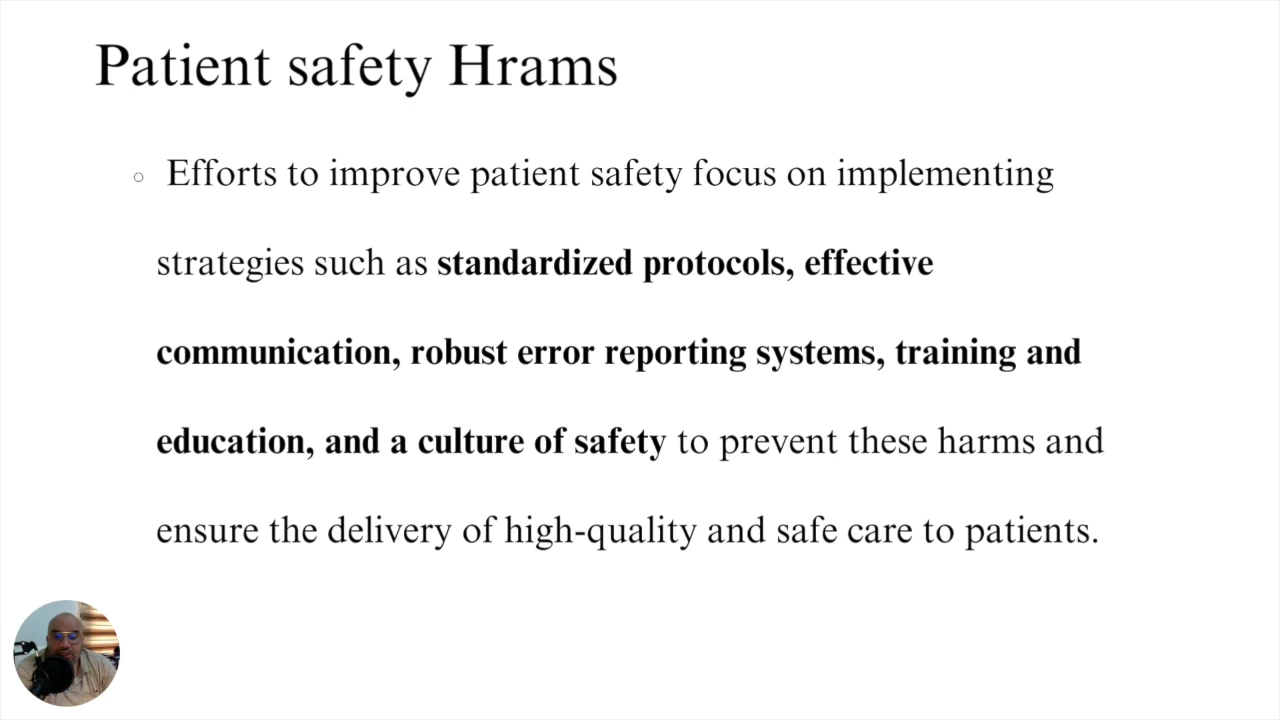 Patient safety Hrams
Efforts to improve patient safety focus on implementing
strategies such as standardized protocols, effective
communication, robust error reporting systems, training and
education, and a culture of safety to prevent these harms and
ensure the delivery of high-quality and safe care to patients.